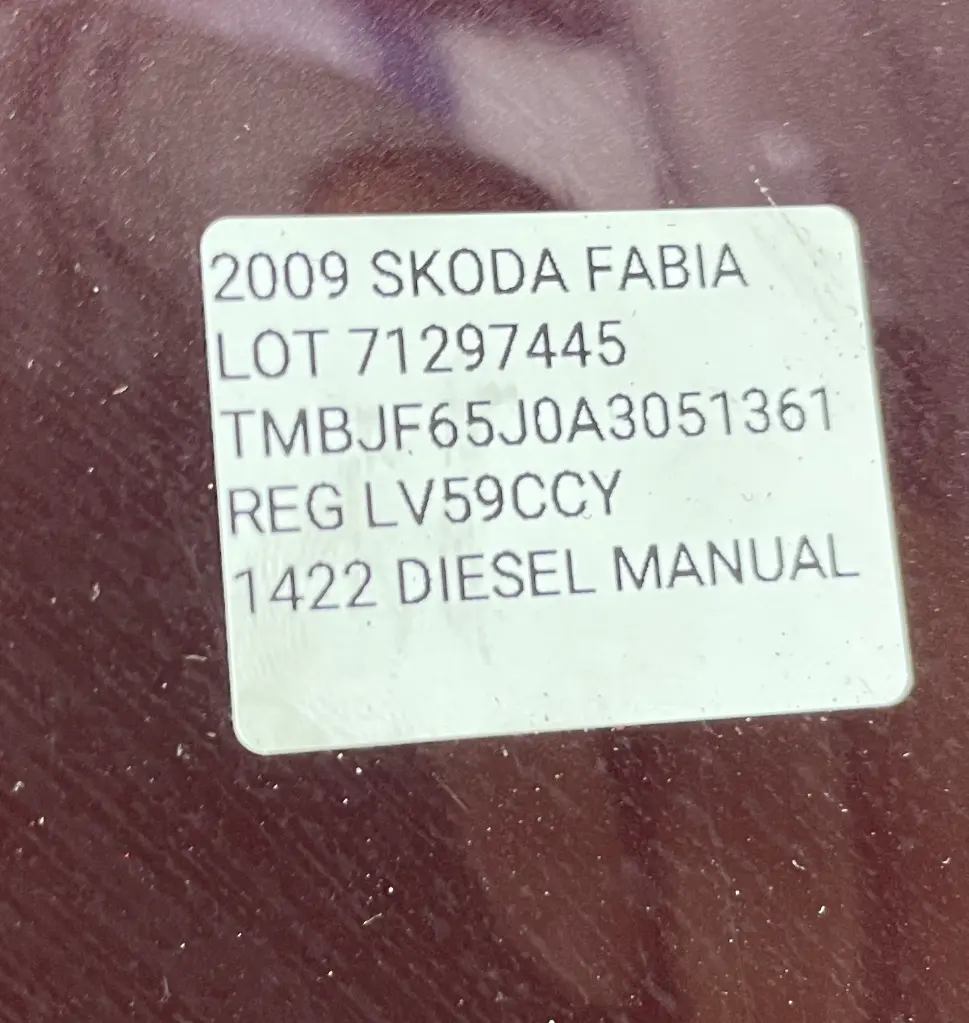 2009 SKODA FABIA
LOT 71297445
TMBJF65J0A3051361
REG LV59CCY
1422 DIESEL MANUAL